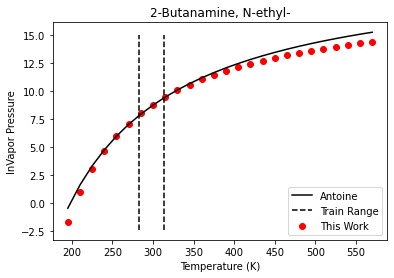 2-Butanamine, N-ethyl-
15.0
12.5
10.0
7.5
5.0
2.5
0.0
−2.5
lnVapor Pressure
200 250 300 350 400 450 500 550
Temperature (K)
Antoine
Train Range
This Work